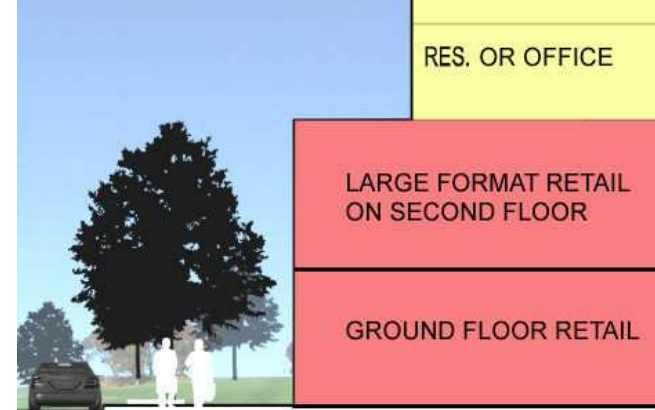 RES. OR OFFICE
LARGE FORMAT RETAIL
ON SECOND FLOOR
GROUND FLOOR RETAIL